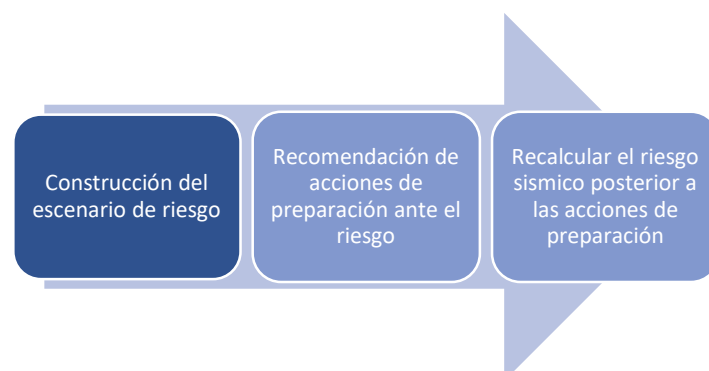 Construcción del
escenario de riesgo
Recomendación de
acciones de
preparación ante el
riesgo
Recalcular el riesgo
sismico posterior a
las acciones de
preparación